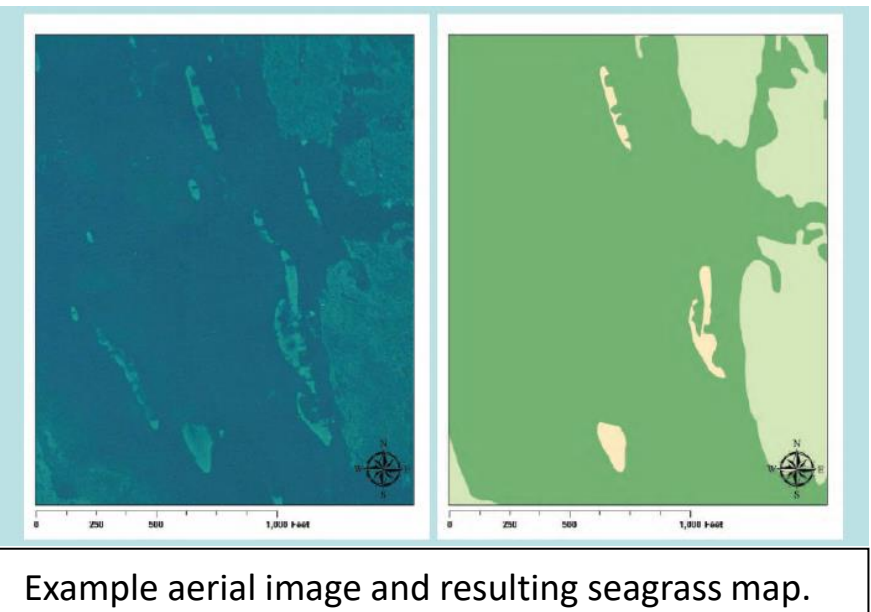 N
W E
S
0 250 500 1,000 Feet
N
W E
S
0 250 500 1,000 Feet
Example aerial image and resulting seagrass map.